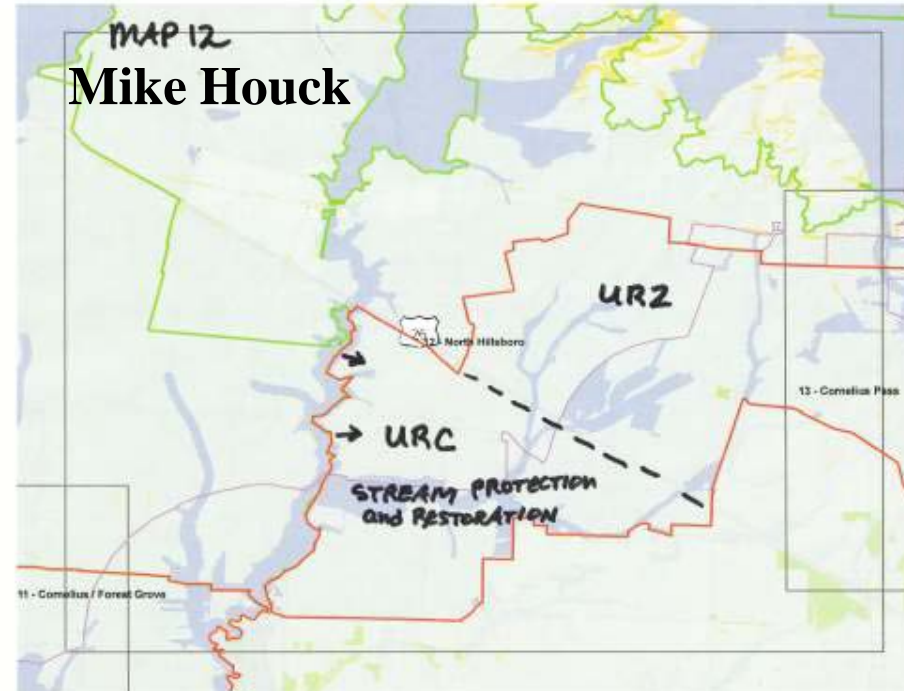 MAP 12
Mike Houck
URZ
12 - North Hillsboro
13 - Cornelius Pass
URC
STREAM PROTECTION
and RESTORATION
11 - Cornelius / Forest Grove